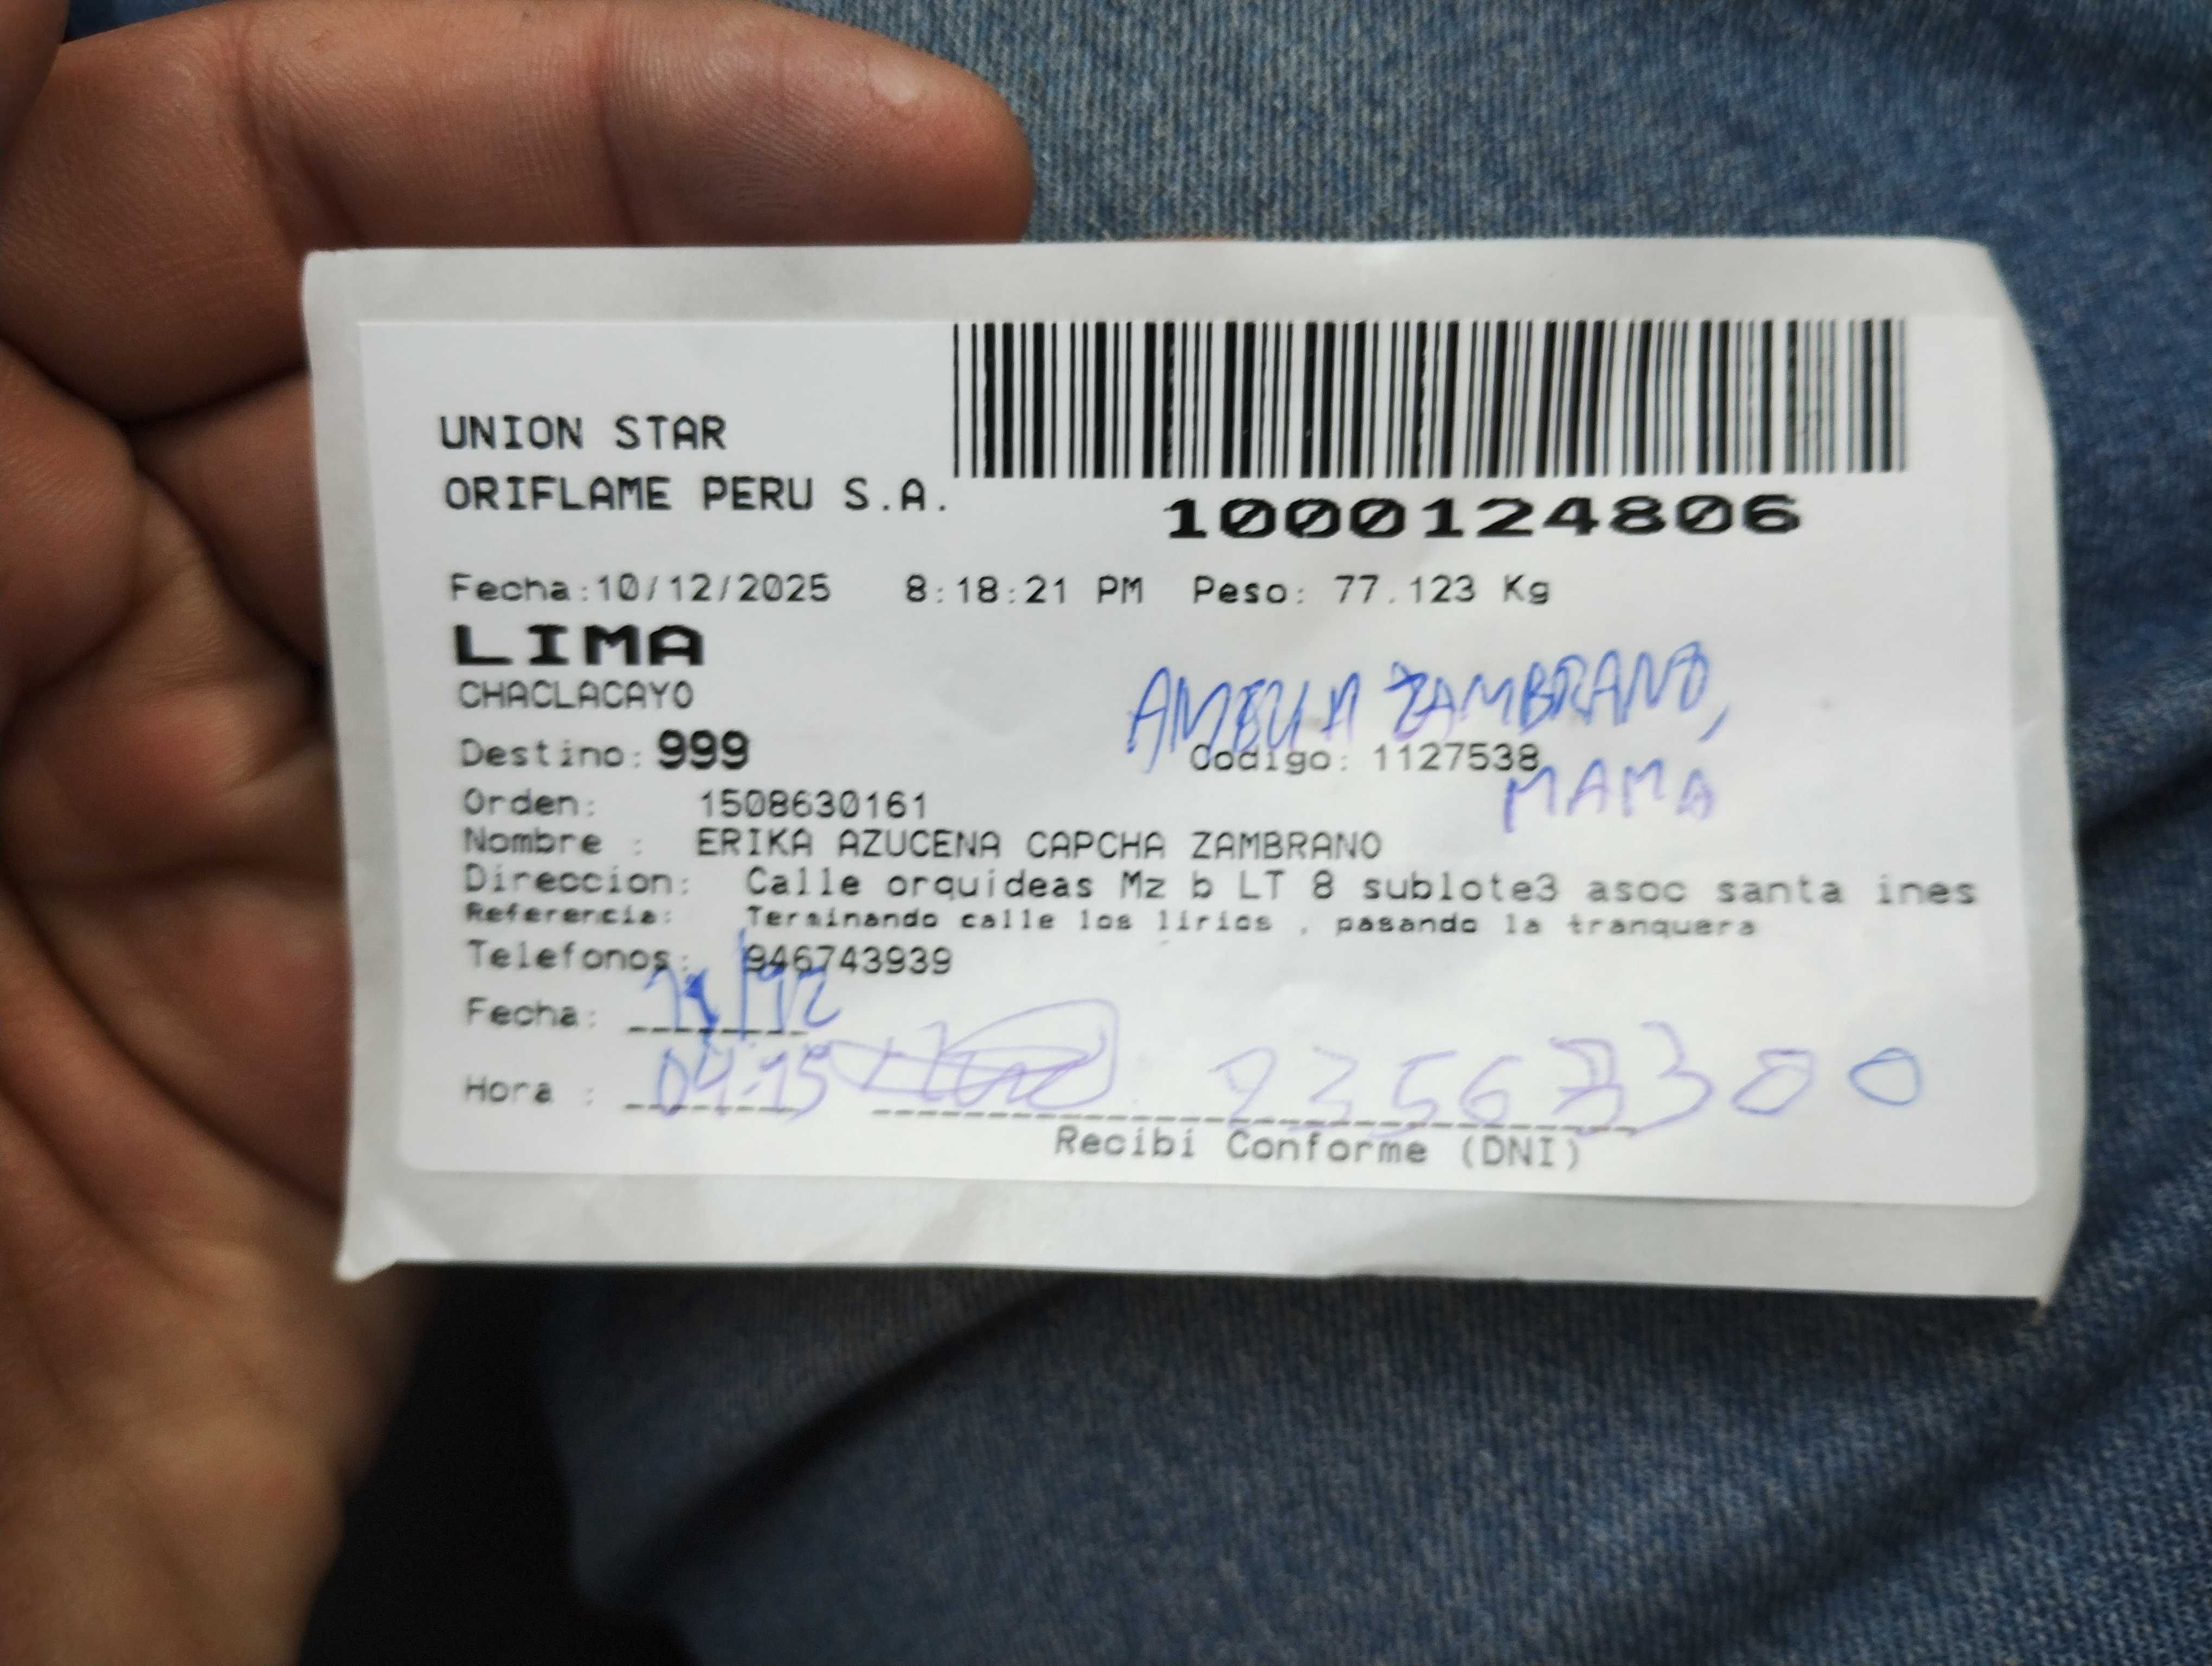 UNION STAR
ORIFLAME PERU S.A.
1000124806
Fecha:10/12/2025 8:18:21 PM Peso: 77.123 Kg
LIMA
CHACLACAYO
AMELIA ZAMBRANO,
Destino: 999 Codigo: 1127538
MAMA
Orden: 1508630161
Nombre : ERIKA AZUCENA CAPCHA ZAMBRANO
Direccion: Calle orquideas Mz b LT 8 sublote3 asoc santa ines
Referencia: Terminando calle los lirios , pasando la tranquera
Telefonos: 946743939
Fecha: 11/12
Hora : 04:15
Recibi Conforme (DNI)